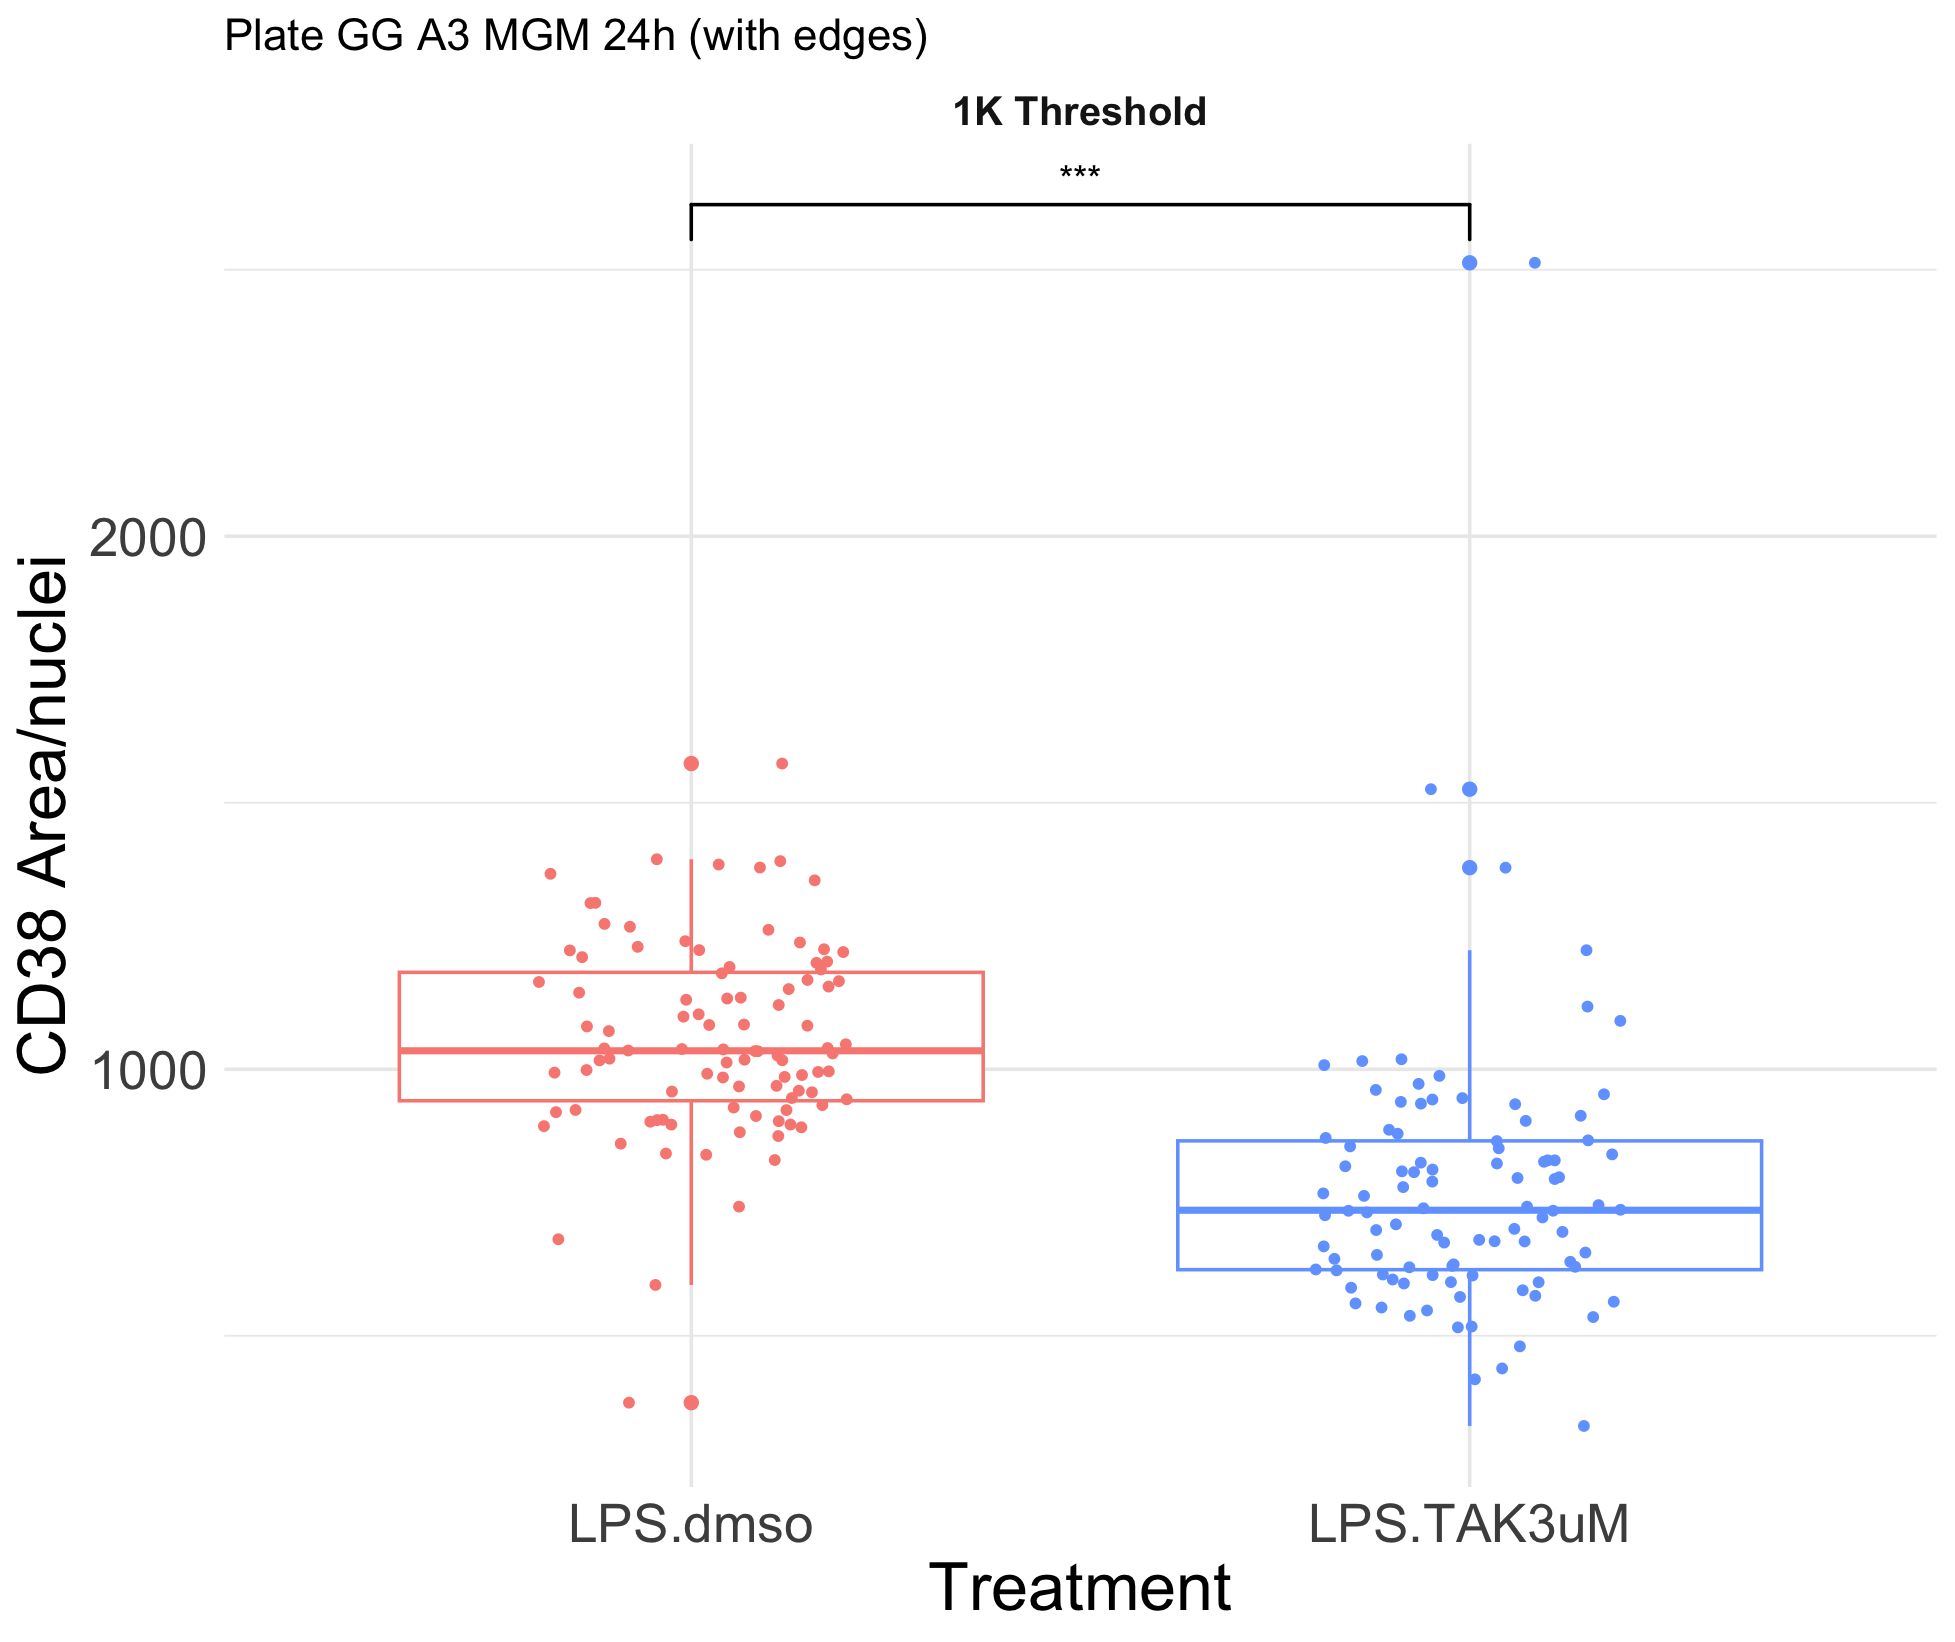 Plate GG A3 MGM 24h (with edges)
1K Threshold
***
CD38 Area/nuclei
2000
1000
LPS.dmso
LPS.TAK3uM
Treatment